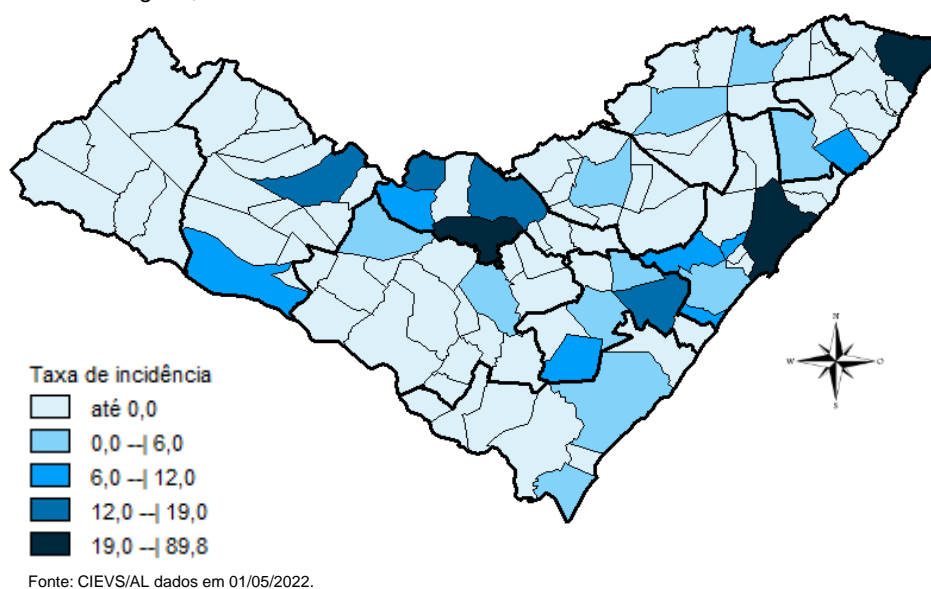 N
W
O
S
Taxa de incidência
até 0,0
0,0 --| 6,0
6,0 --| 12,0
12,0 --| 19,0
19,0 --| 89,8
Fonte: CIEVS/AL dados em 01/05/2022.